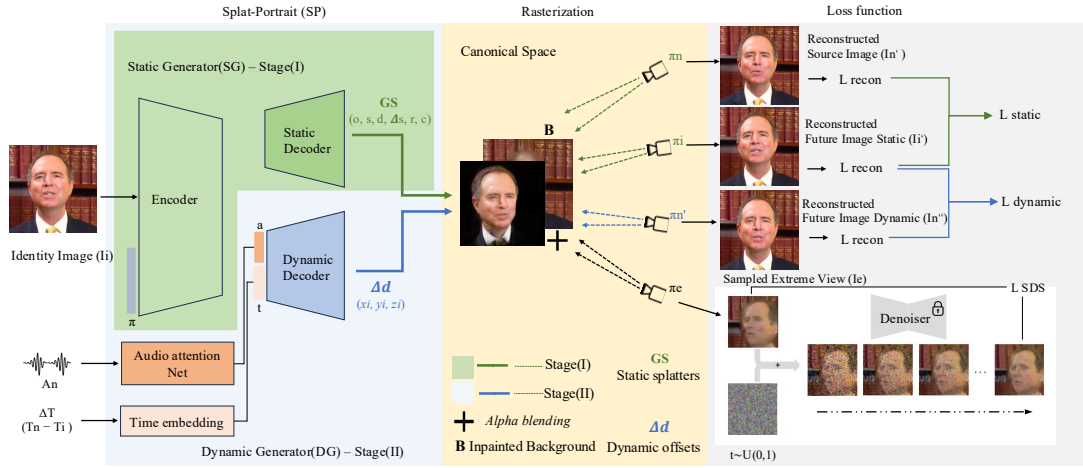 Splat-Portrait (SP)
Rasterization
Loss function
Static Generator(SG) – Stage(I)
Encoder
Static
Decoder
GS
(o, s, d, Δs, r, c)
Identity Image (Ii)
π
a
t
Dynamic
Decoder
Δd
(xi, yi, zi)
An
Audio attention
Net
ΔT
(Tn − Ti)
Time embedding
Dynamic Generator(DG) – Stage(II)
Canonical Space
B
πn
πi
πn'
πe
Stage(I)
Stage(II)
Alpha blending
B Inpainted Background
GS
Static splatters
Δd
Dynamic offsets
Reconstructed
Source Image (In')
L recon
Reconstructed
Future Image Static (Ii')
L recon
L static
Reconstructed
Future Image Dynamic (In'')
L recon
L dynamic
Sampled Extreme View (Ie)
L SDS
Denoiser
+
...
t~U(0,1)